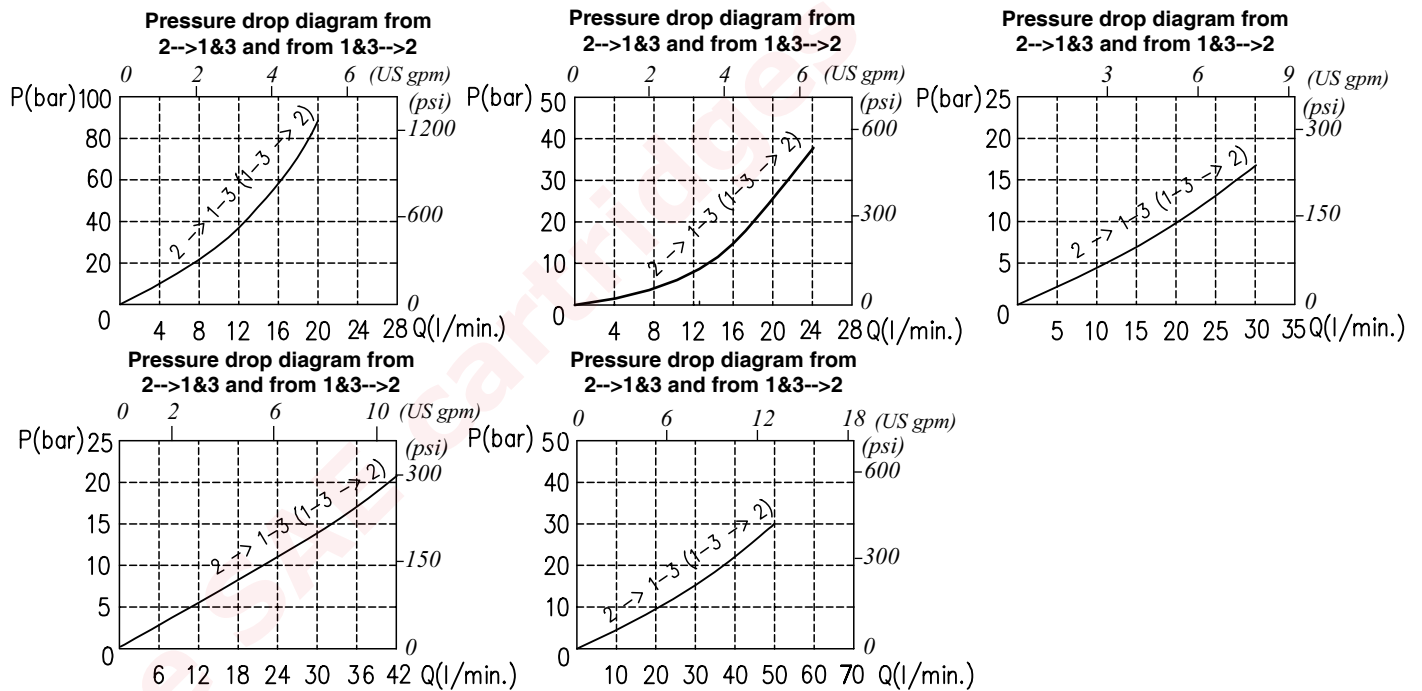 Pressure drop diagram from
2-->1&3 and from 1&3-->2
0 2 4 6 (US gpm)
P(bar) 100 (psi)
80 1200
60
40 600
20
0 0
4 8 12 16 20 24 28 Q(l/min.)
2 -> 1-3 (1-3 -> 2)
Pressure drop diagram from
2-->1&3 and from 1&3-->2
0 2 4 6 (US gpm)
P(bar) 50 (psi)
40 600
30
20 300
10
0 0
4 8 12 16 20 24 28 Q(l/min.)
2 -> 1-3 (1-3 -> 2)
Pressure drop diagram from
2-->1&3 and from 1&3-->2
3 6 9 (US gpm)
P(bar) 25 (psi)
20 300
15
10 150
5
0 0
5 10 15 20 25 30 35 Q(l/min.)
2 -> 1-3 (1-3 -> 2)
Pressure drop diagram from
2-->1&3 and from 1&3-->2
0 2 6 10 (US gpm)
P(bar) 25 (psi)
20 300
15
10 150
5
0 0
6 12 18 24 30 36 42 Q(l/min.)
2 -> 1-3 (1-3 -> 2)
Pressure drop diagram from
2-->1&3 and from 1&3-->2
0 6 12 18 (US gpm)
P(bar) 50 (psi)
40 600
30
20 300
10
0 0
10 20 30 40 50 60 70 Q(l/min.)
2 -> 1-3 (1-3 -> 2)
e SAE cartridges